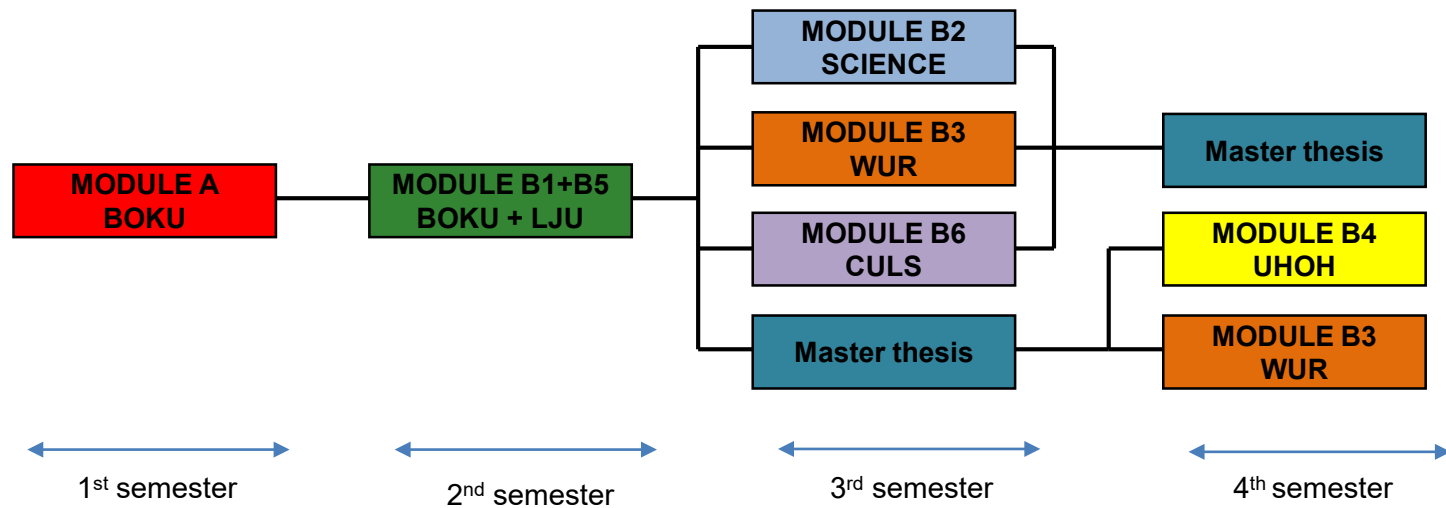 MODULE A
BOKU
MODULE B1+B5
BOKU + LJU
MODULE B2
SCIENCE
MODULE B3
WUR
MODULE B6
CULS
Master thesis
Master thesis
MODULE B4
UHOH
MODULE B3
WUR
1st semester
2nd semester
3rd semester
4th semester